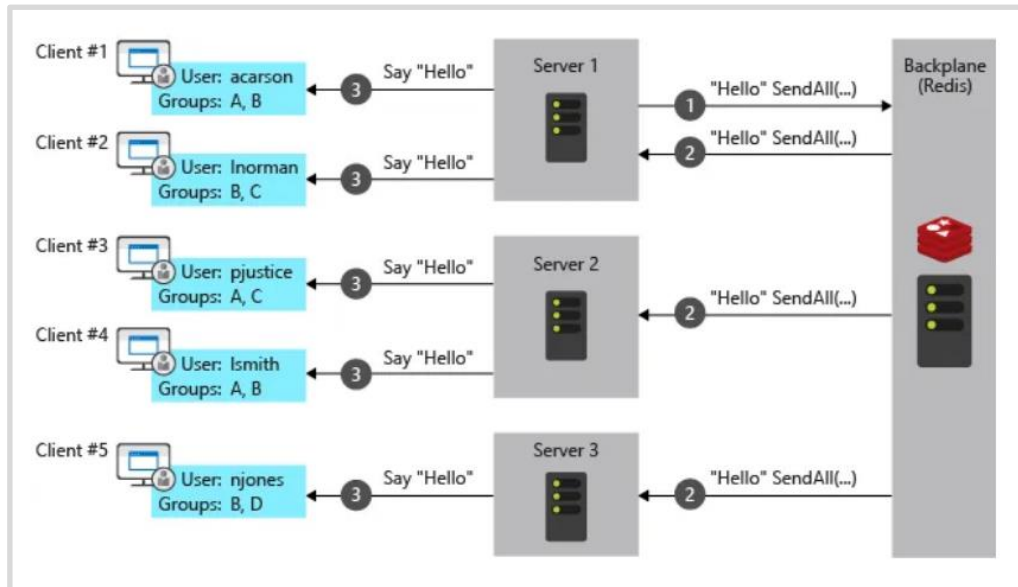 Client #1
User: acarson
Groups: A, B
Client #2
User: lnorman
Groups: B, C
Client #3
User: pjustice
Groups: A, C
Client #4
User: lsmith
Groups: A, B
Client #5
User: njones
Groups: B, D
3 Say "Hello"
3 Say "Hello"
3 Say "Hello"
3 Say "Hello"
3 Say "Hello"
Server 1
Server 2
Server 3
1 "Hello" SendAll(...)
2 "Hello" SendAll(...)
2 "Hello" SendAll(...)
2 "Hello" SendAll(...)
Backplane
(Redis)